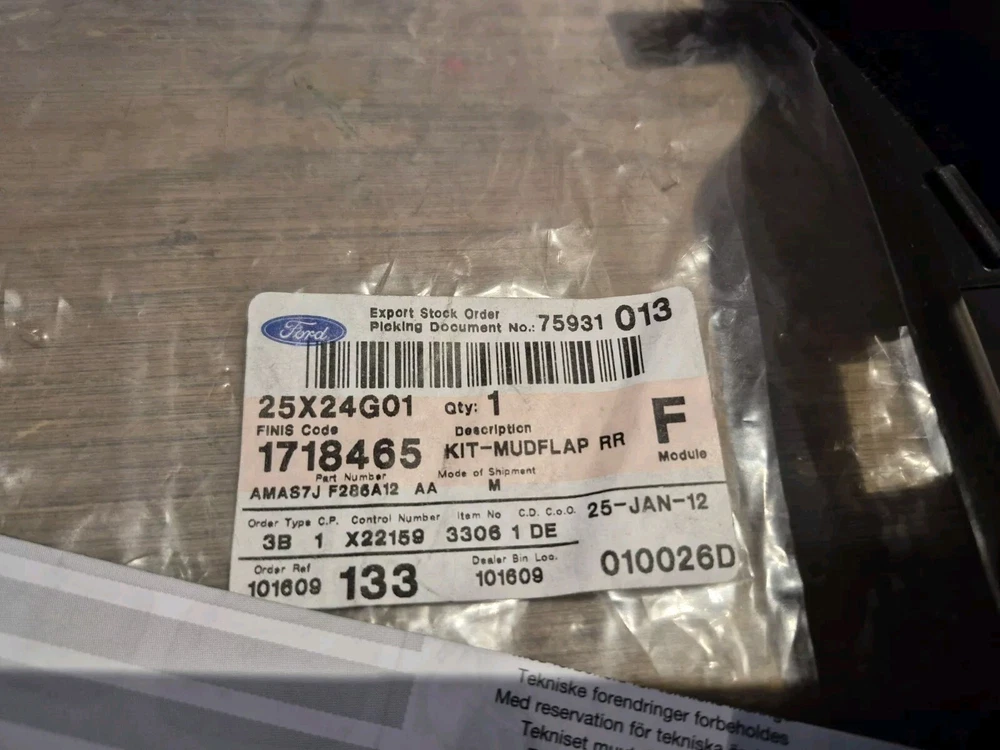 Ford
Export Stock Order
Picking Document No.: 75931 013
25X24G01 Qty: 1
FINIS Code Description F
1718465 KIT-MUDFLAP RR
Part Number Mode of Shipment Module
AMAS7J F286A12 AA M
Order Type C.P. Control Number Item No C.D. C.o.O. 25-JAN-12
3B 1 X22159 3306 1 DE
Order Ref Dealer Bin Loc. 010026D
101609 133 101609
Tekniske forendringer forbeholdes
Med reservation för tekniska
Tekniset